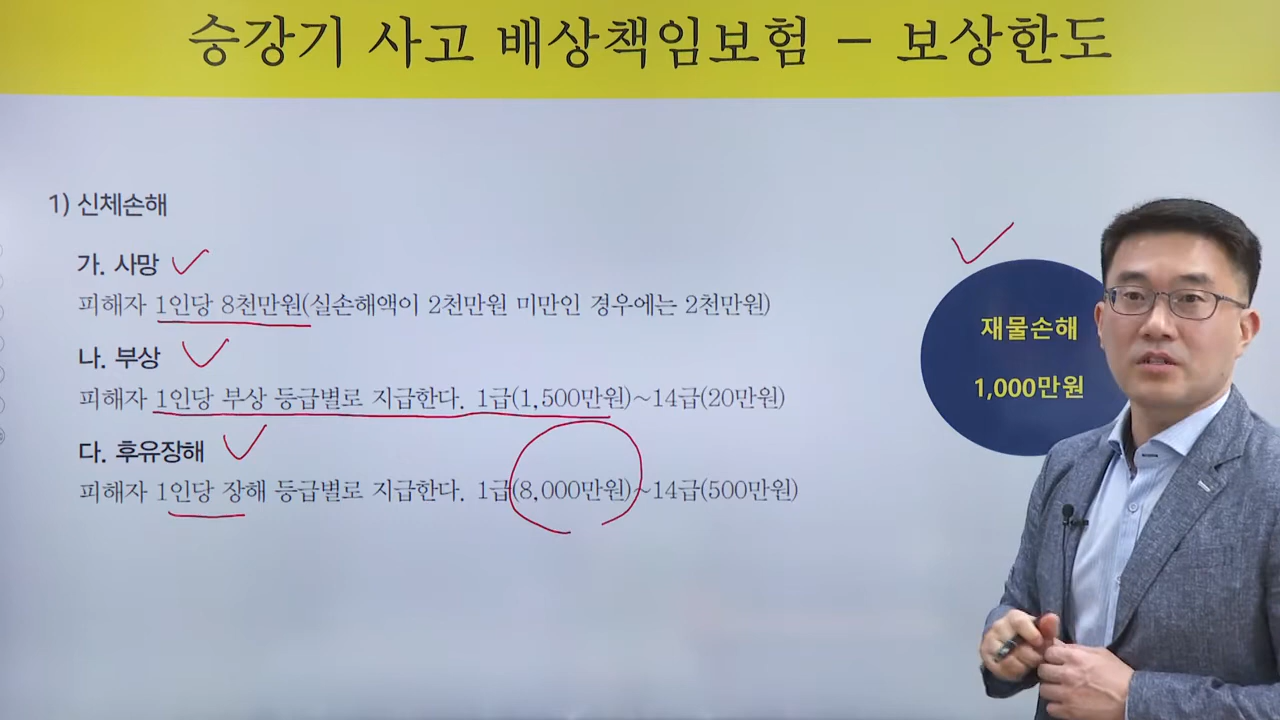 승강기 사고 배상책임보험 - 보상한도
1) 신체손해
가. 사망
피해자 1인당 8천만원(실손해액이 2천만원 미만인 경우에는 2천만원)
나. 부상
피해자 1인당 부상 등급별로 지급한다. 1급(1,500만원)~14급(20만원)
다. 후유장해
피해자 1인당 장해 등급별로 지급한다. 1급(8,000만원)~14급(500만원)
재물손해
1,000만원